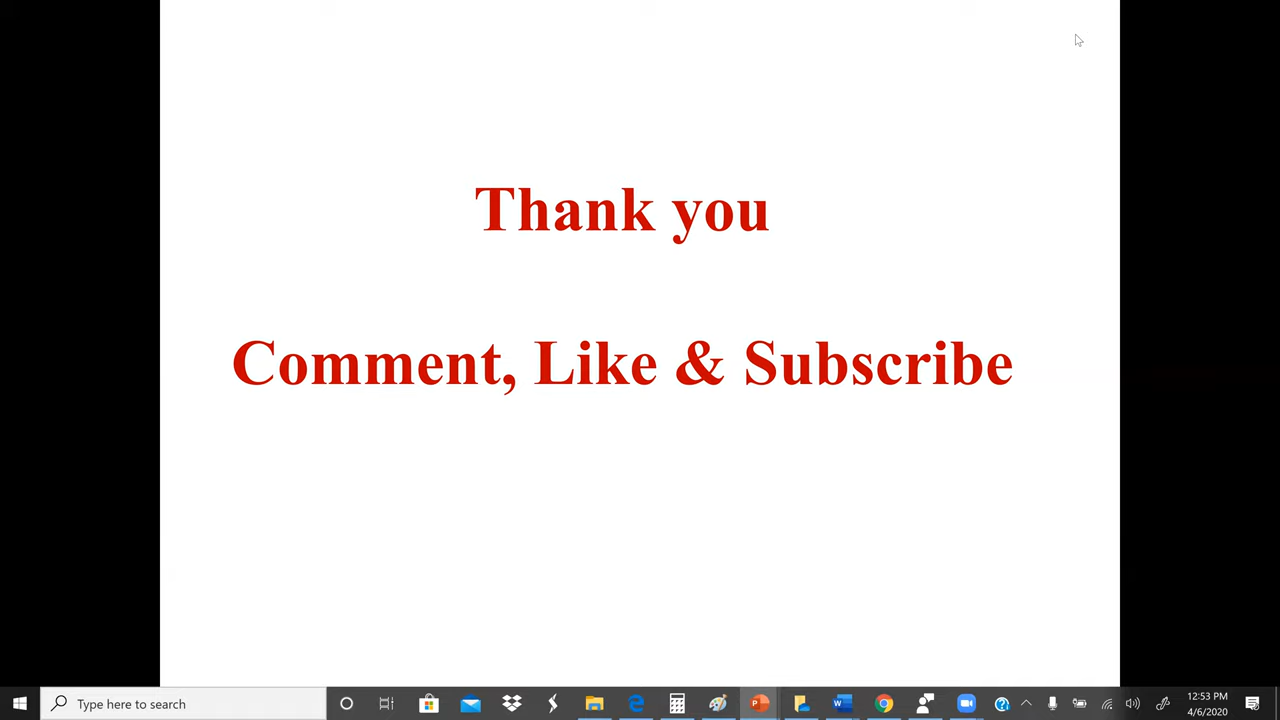 Thank you
Comment, Like & Subscribe
Type here to search
12:53 PM
4/6/2020